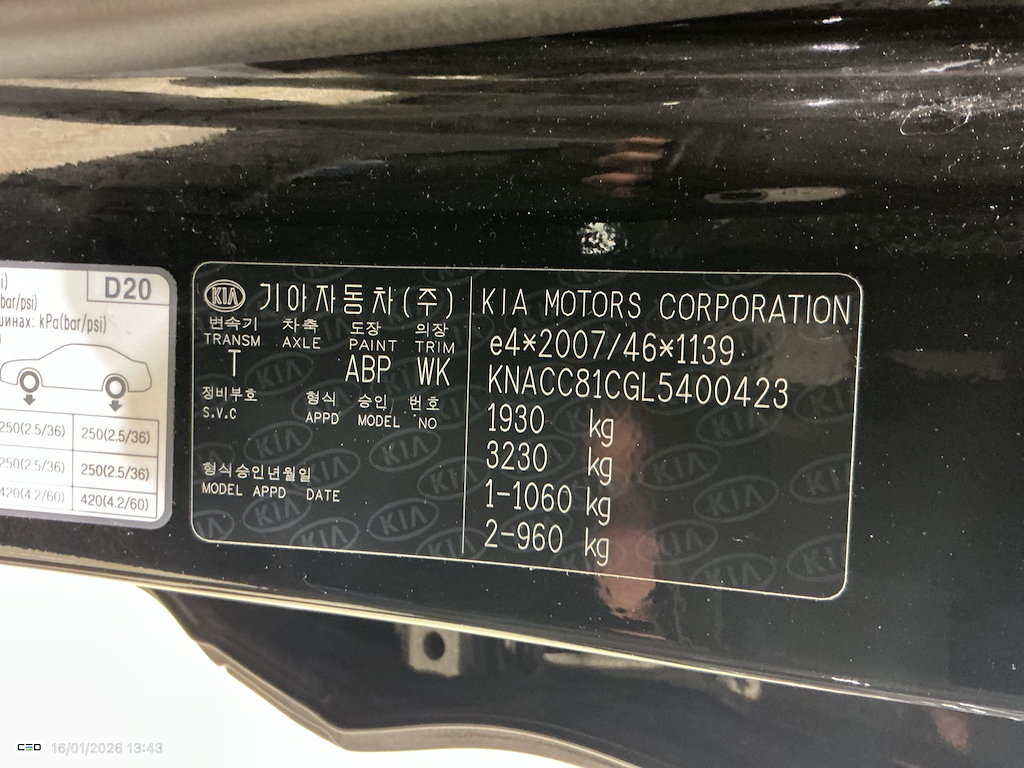 i)
D20
bar/psi)
шинах: kPa(bar/psi)
250(2.5/36) 250(2.5/36)
250(2.5/36) 250(2.5/36)
420(4.2/60) 420(4.2/60)
KIA 기아자동차(주)
변속기 차축 도장 의장
TRANSM AXLE PAINT TRIM
T ABP WK
정비부호 형식 승인 번호
S.V.C APPD MODEL NO
형식승인년월일
MODEL APPD DATE
KIA MOTORS CORPORATION
e4*2007/46*1139
KNACC81CGL5400423
1930 kg
3230 kg
1-1060 kg
2-960 kg
CEO 16/01/2026 13:43